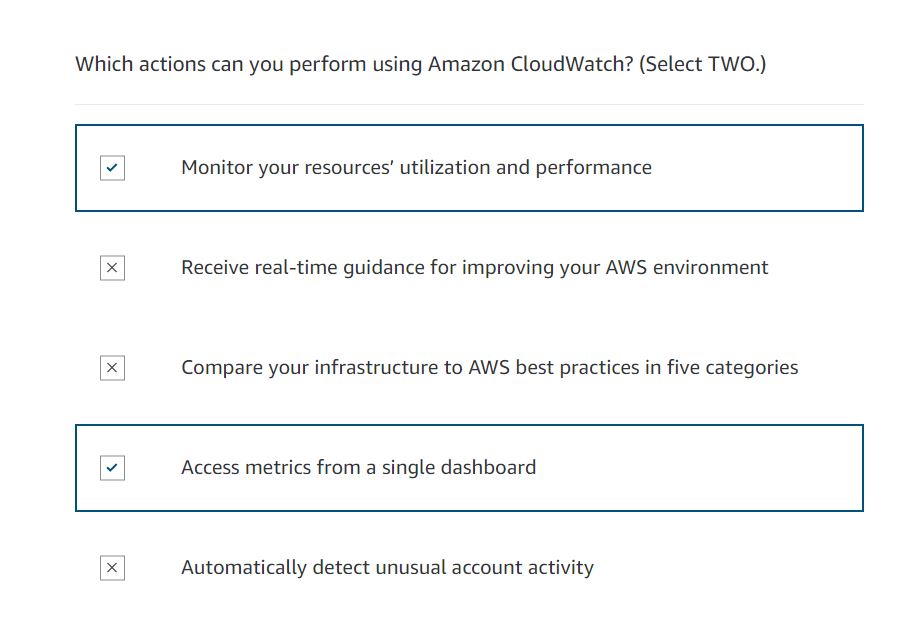 Which actions can you perform using Amazon CloudWatch? (Select TWO.)
Monitor your resources’ utilization and performance
Receive real-time guidance for improving your AWS environment
Compare your infrastructure to AWS best practices in five categories
Access metrics from a single dashboard
Automatically detect unusual account activity